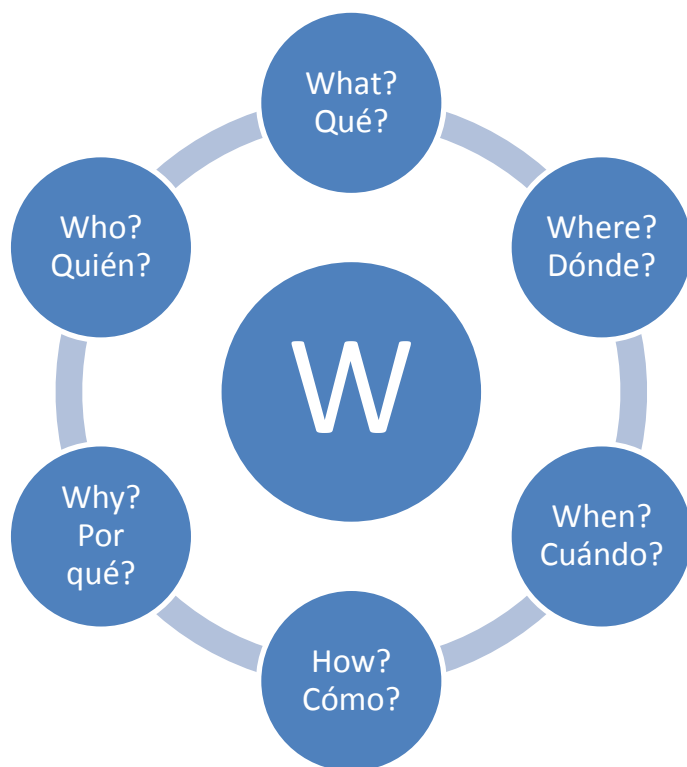 What?
Qué?
Where?
Dónde?
When?
Cuándo?
How?
Cómo?
Why?
Por
qué?
Who?
Quién?
W